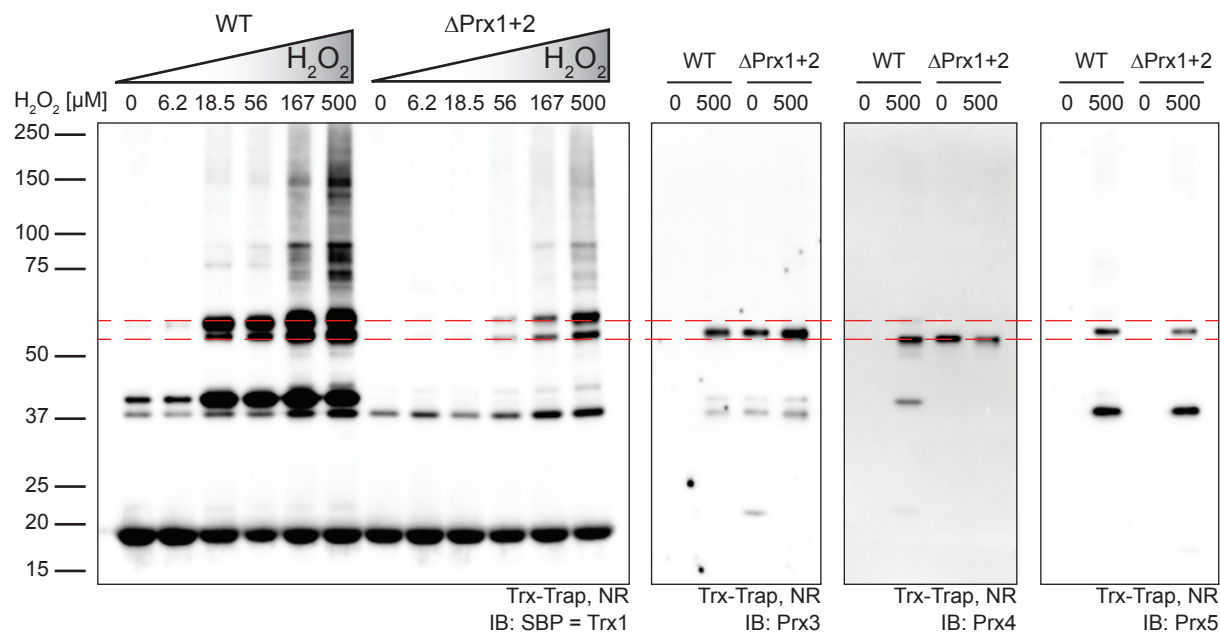 WT ΔPrx1+2
H₂O₂ H₂O₂
WT ΔPrx1+2 WT ΔPrx1+2 WT ΔPrx1+2
H₂O₂ [µM] 0 6.2 18.5 56 167 500 0 6.2 18.5 56 167 500 0 500 0 500 0 500 0 500 0 500 0 500
250
150
100
75
50
37
25
20
15
Trx-Trap, NR Trx-Trap, NR Trx-Trap, NR Trx-Trap, NR
IB: SBP = Trx1 IB: Prx3 IB: Prx4 IB: Prx5